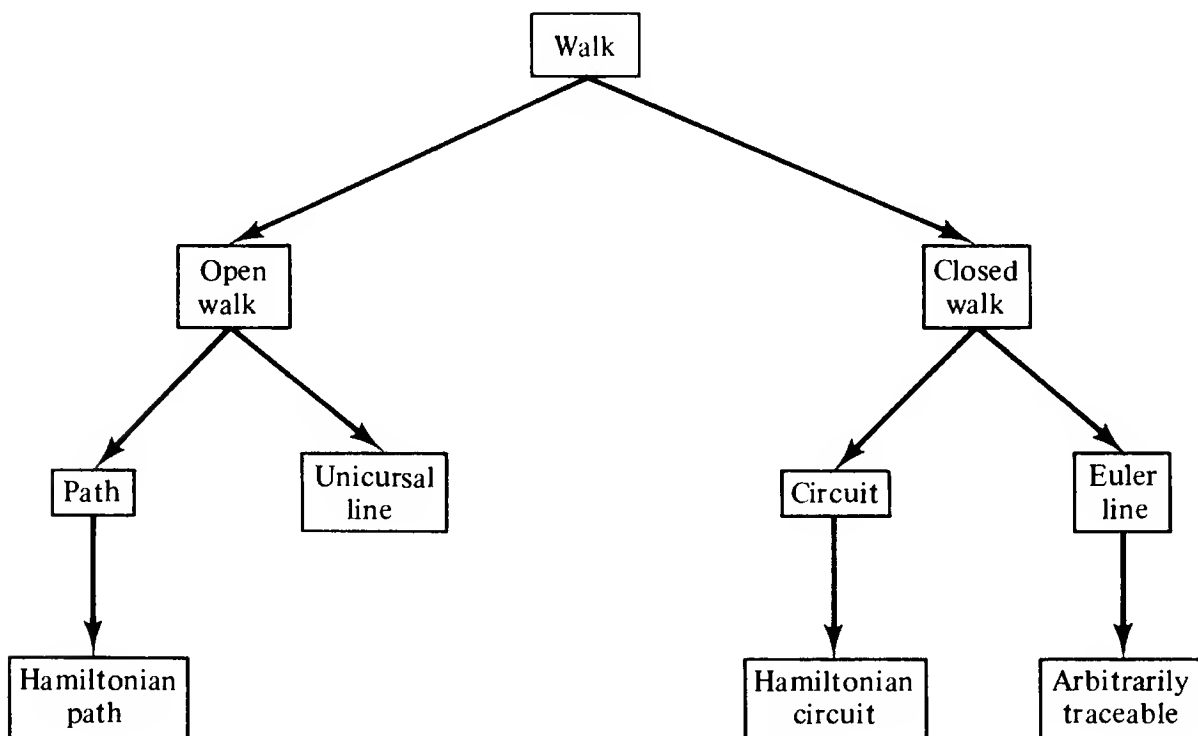 Walk
Open
walk
Closed
walk
Path
Unicursal
line
Circuit
Euler
line
Hamiltonian
path
Hamiltonian
circuit
Arbitrarily
traceable